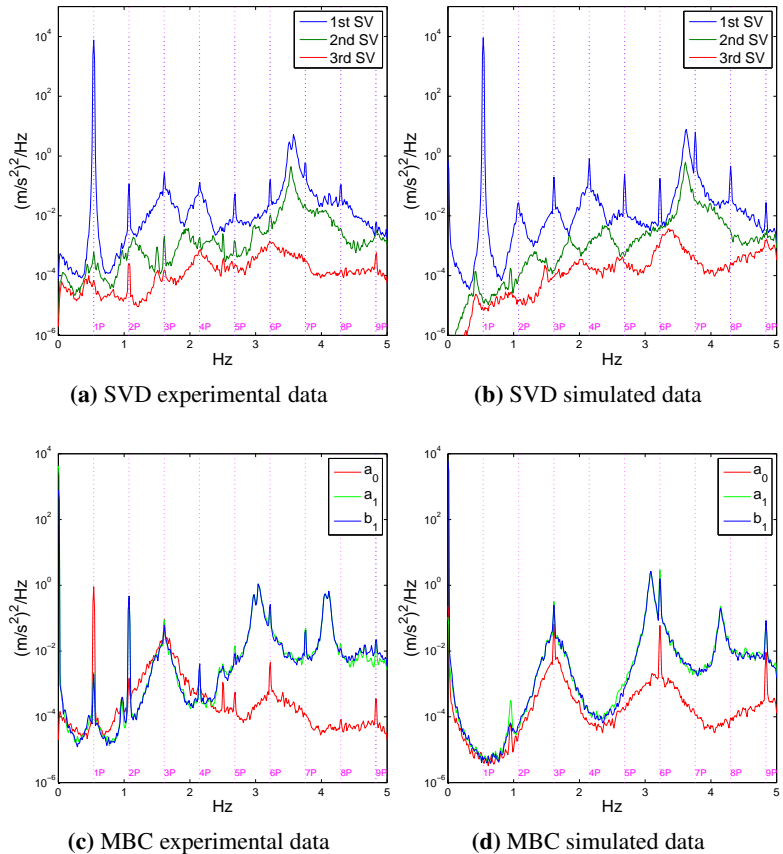 10^4
10^2
10^0
10^-2
10^-4
10^-6
(m/s²)²/Hz
1st SV
2nd SV
3rd SV
1P 2P 3P 4P 5P 6P 7P 8P 9P
0 1 2 3 4 5
Hz
(a) SVD experimental data
10^4
10^2
10^0
10^-2
10^-4
10^-6
(m/s²)²/Hz
1st SV
2nd SV
3rd SV
1P 2P 3P 4P 5P 6P 7P 8P 9P
0 1 2 3 4 5
Hz
(b) SVD simulated data
10^4
10^2
10^0
10^-2
10^-4
10^-6
(m/s²)²/Hz
a_0
a_1
b_1
1P 2P 3P 4P 5P 6P 7P 8P 9P
0 1 2 3 4 5
Hz
(c) MBC experimental data
10^4
10^2
10^0
10^-2
10^-4
10^-6
(m/s²)²/Hz
a_0
a_1
b_1
1P 2P 3P 4P 5P 6P 7P 8P 9P
0 1 2 3 4 5
Hz
(d) MBC simulated data